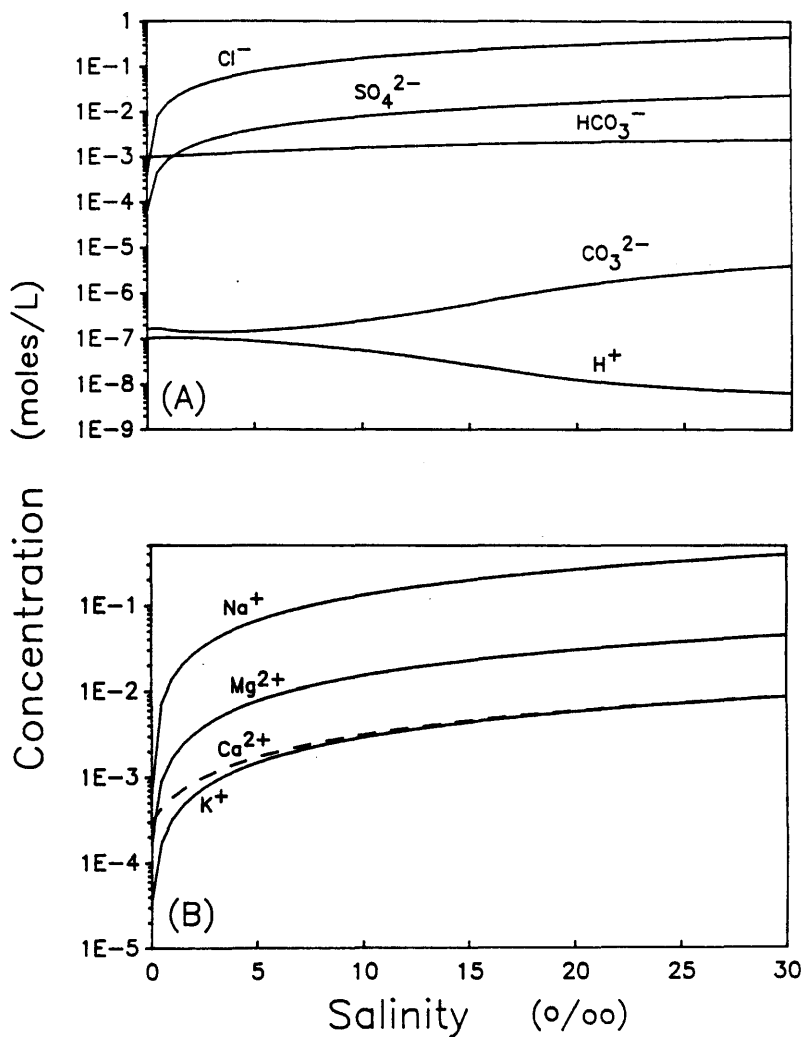 1
1E-1
1E-2
1E-3
1E-4
1E-5
1E-6
1E-7
1E-8
1E-9
Cl⁻
SO₄²⁻
HCO₃⁻
CO₃²⁻
H⁺
(A)
Concentration (moles/L)
1E-1
1E-2
1E-3
1E-4
1E-5
Na⁺
Mg²⁺
Ca²⁺
K⁺
(B)
0 5 10 15 20 25 30
Salinity (o/oo)